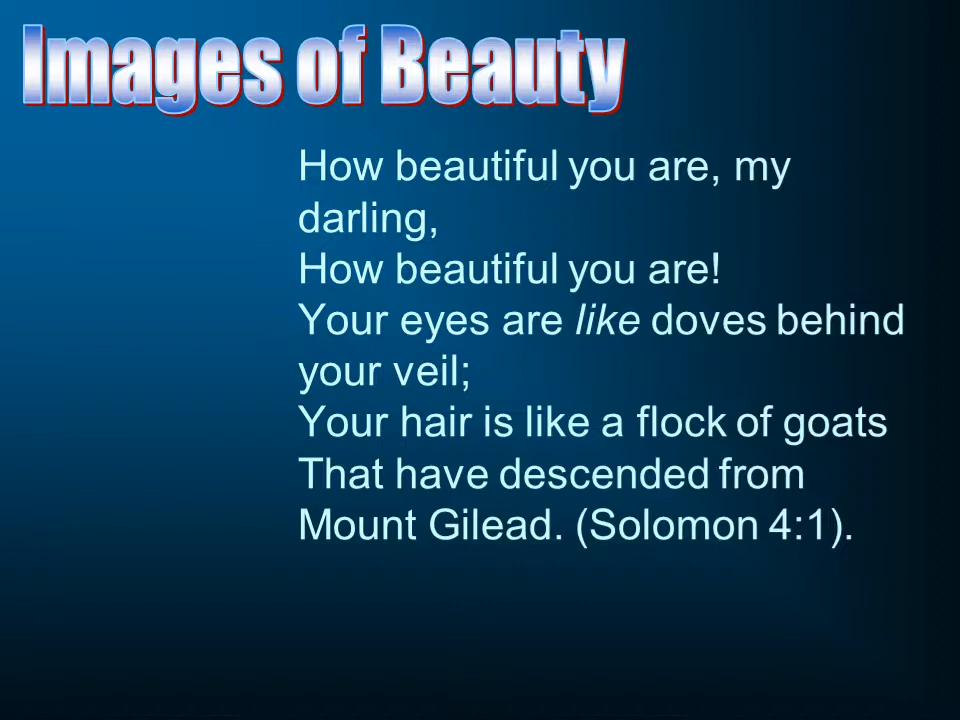 Images of Beauty
How beautiful you are, my
darling,
How beautiful you are!
Your eyes are like doves behind
your veil;
Your hair is like a flock of goats
That have descended from
Mount Gilead. (Solomon 4:1).